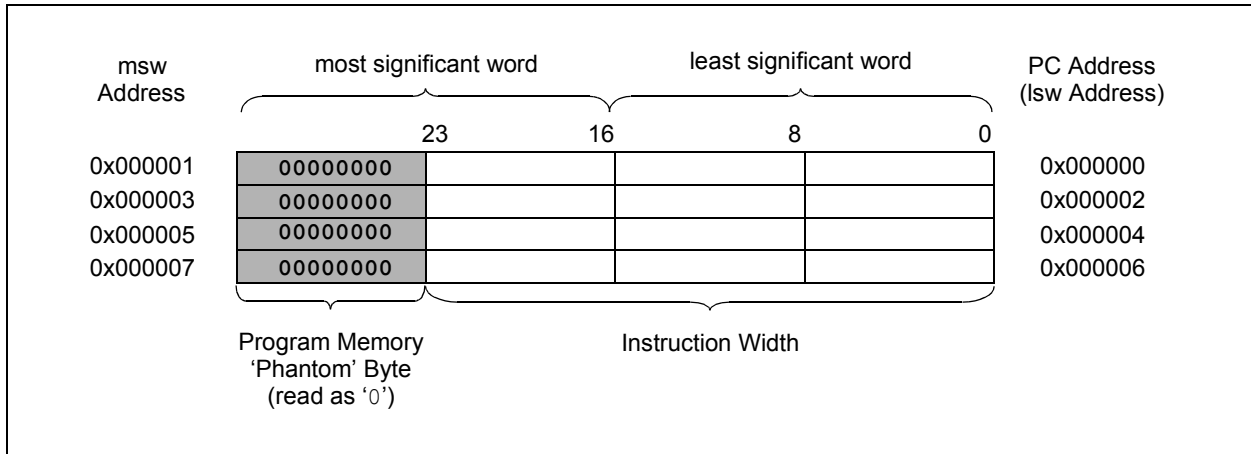 msw
Address
most significant word
least significant word
PC Address
(lsw Address)
23 16 8 0
0x000001 00000000 0x000000
0x000003 00000000 0x000002
0x000005 00000000 0x000004
0x000007 00000000 0x000006
Program Memory
‘Phantom’ Byte
(read as ‘0’)
Instruction Width